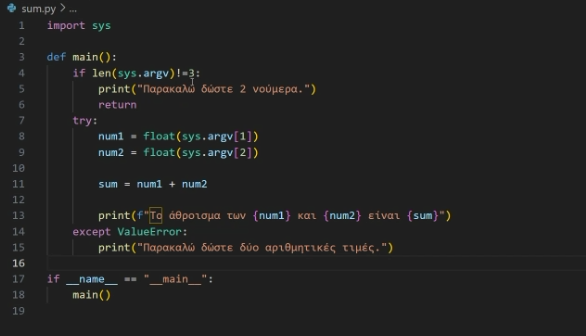 sum.py > ...
1 import sys
2
3 def main():
4 if len(sys.argv)!=3:
5 print("Παρακαλώ δώστε 2 νούμερα.")
6 return
7 try:
8 num1 = float(sys.argv[1])
9 num2 = float(sys.argv[2])
10
11 sum = num1 + num2
12
13 print(f"Το άθροισμα των {num1} και {num2} είναι {sum}")
14 except ValueError:
15 print("Παρακαλώ δώστε δύο αριθμητικές τιμές.")
16
17 if __name__ == "__main__":
18 main()
19